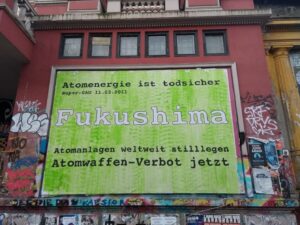 Atomenergie ist todsicher
Super-GAU 11.03.2011
Fukushima
Atomanlagen weltweit stilllegen
Atomwaffen-Verbot jetzt